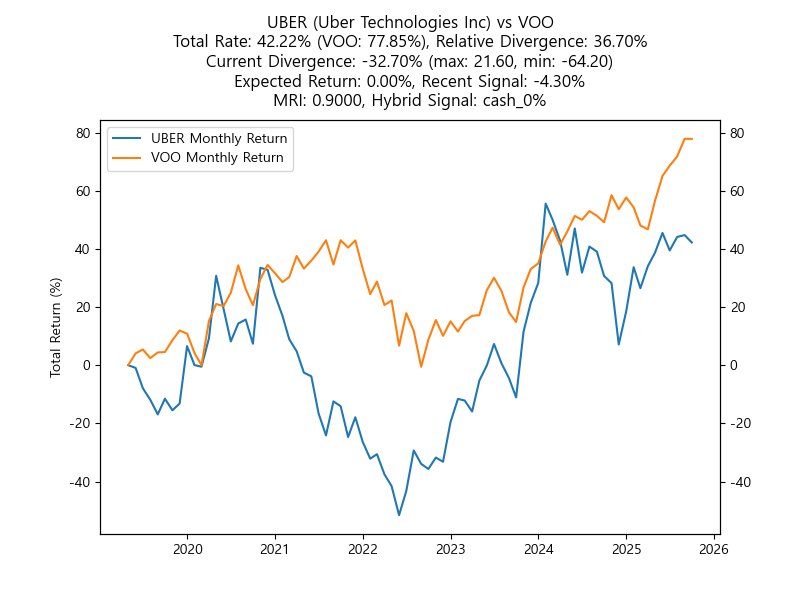 UBER (Uber Technologies Inc) vs VOO
Total Rate: 42.22% (VOO: 77.85%), Relative Divergence: 36.70%
Current Divergence: -32.70% (max: 21.60, min: -64.20)
Expected Return: 0.00%, Recent Signal: -4.30%
MRI: 0.9000, Hybrid Signal: cash_0%
UBER Monthly Return
VOO Monthly Return
Total Return (%)
80
60
40
20
0
-20
-40
80
60
40
20
0
-20
-40
2020
2021
2022
2023
2024
2025
2026